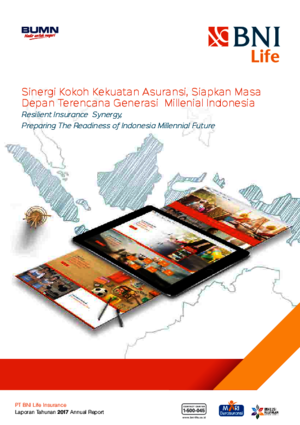 BUMN
BNI
Life
Sinergi Kokoh Kekuatan Asuransi, Siapkan Masa
Depan Terencana Generasi Millenial Indonesia
Resilient Insurance Synergy,
Preparing The Readiness of Indonesia Millennial Future
PT BNI Life Insurance
Laporan Tahunan 2017 Annual Report
1-500-045
MARI